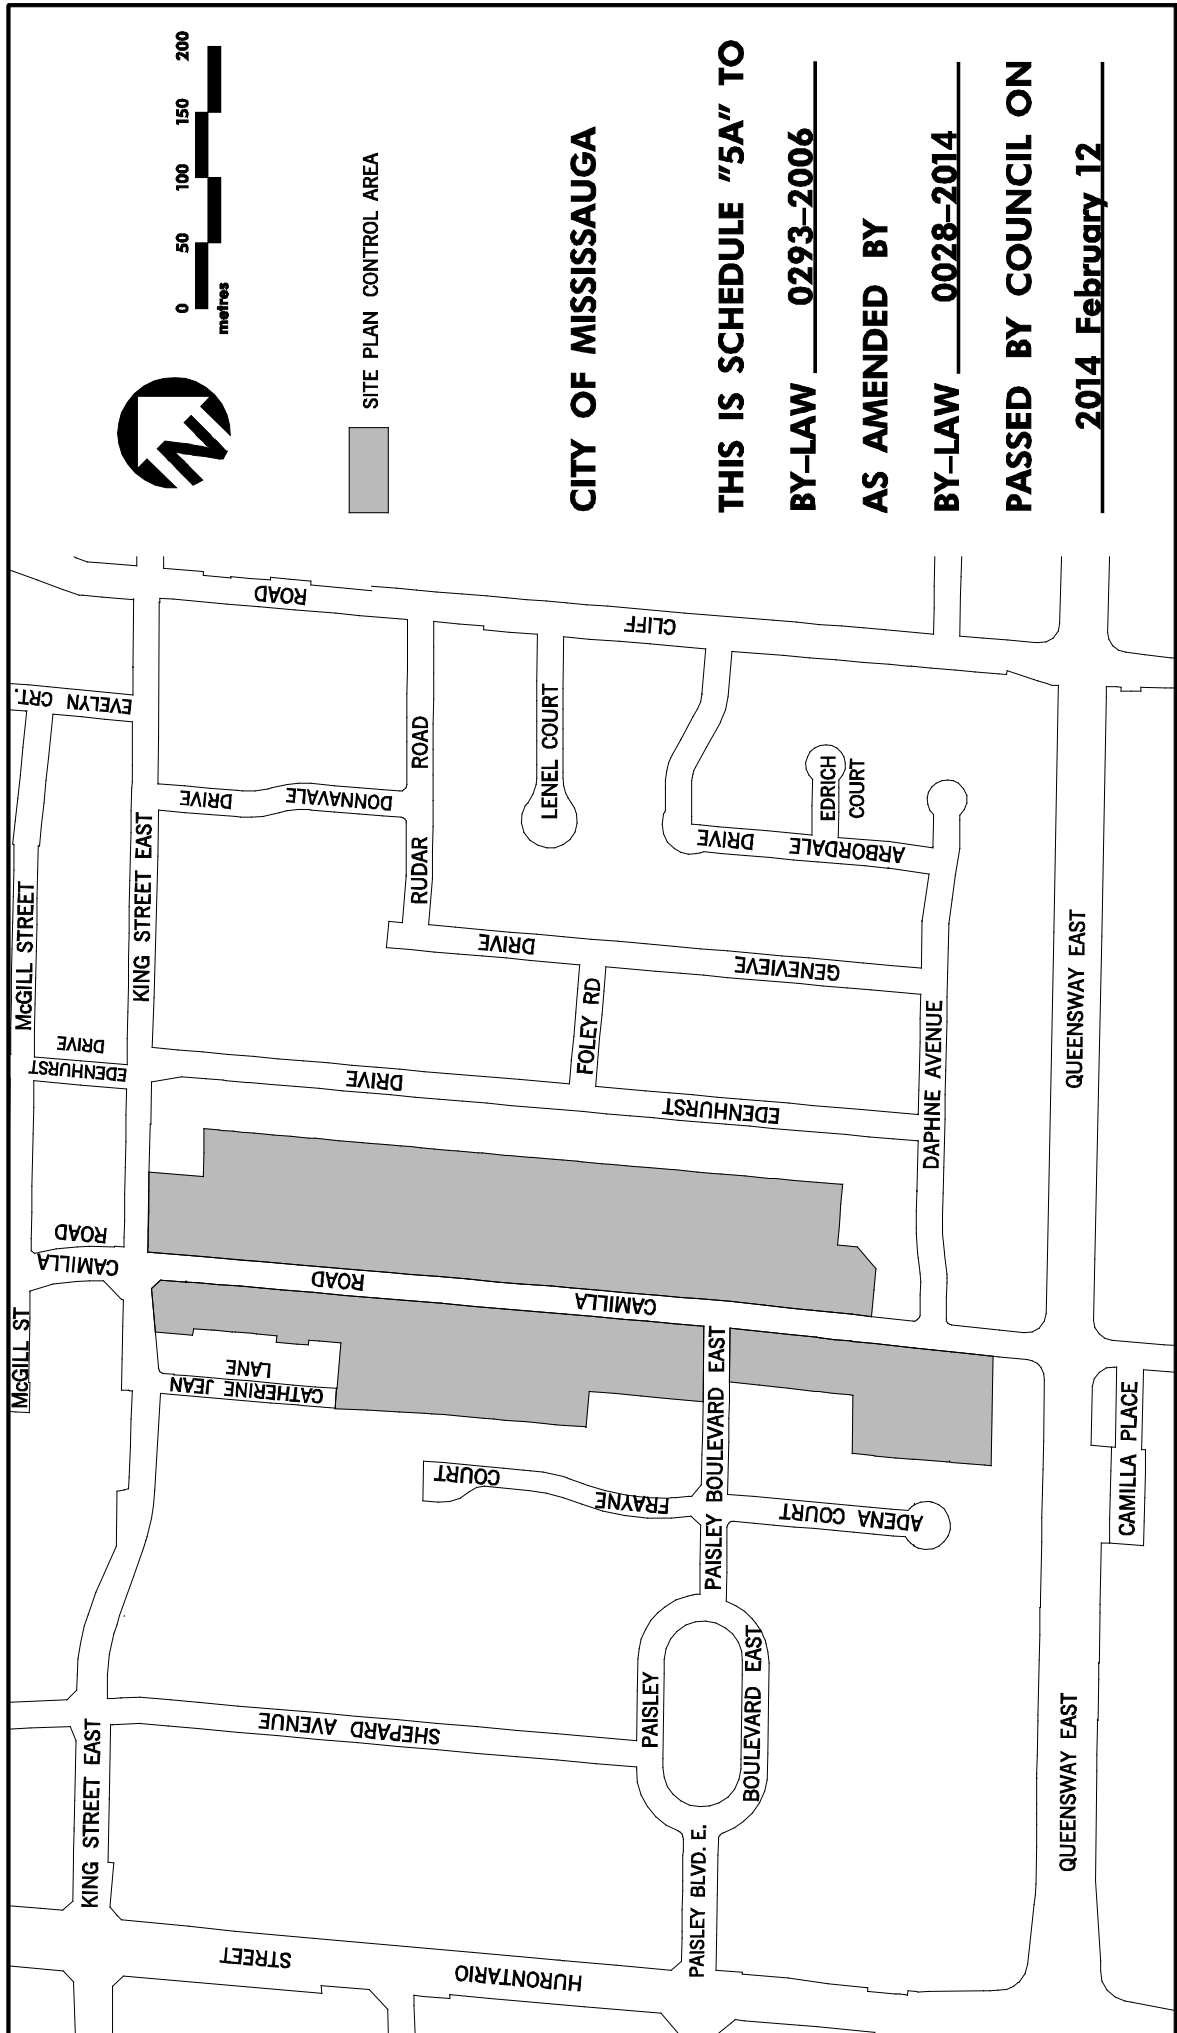 McGILL ST
CAMILLA
ROAD
EDENHURST
DRIVE
McGILL STREET
EVELYN CRT.
KING STREET EAST
KING STREET EAST
HURONTARIO
STREET
SHEPARD AVENUE
CATHERINE JEAN
LANE
CAMILLA
ROAD
EDENHURST
DRIVE
DONNAVALE
DRIVE
RUDAR
ROAD
CLIFF
ROAD
LENEL COURT
FOLEY RD
GENEVIEVE
DRIVE
ARBORDALE
DRIVE
EDRICH
COURT
DAPHNE AVENUE
FRAYNE
COURT
ADENA COURT
PAISLEY BLVD. E.
PAISLEY
BOULEVARD EAST
PAISLEY BOULEVARD EAST
QUEENSWAY EAST
QUEENSWAY EAST
CAMILLA PLACE
N
0 50 100 150 200
metres
SITE PLAN CONTROL AREA
CITY OF MISSISSAUGA
THIS IS SCHEDULE "5A" TO
BY-LAW 0293-2006
AS AMENDED BY
BY-LAW 0028-2014
PASSED BY COUNCIL ON
2014 February 12